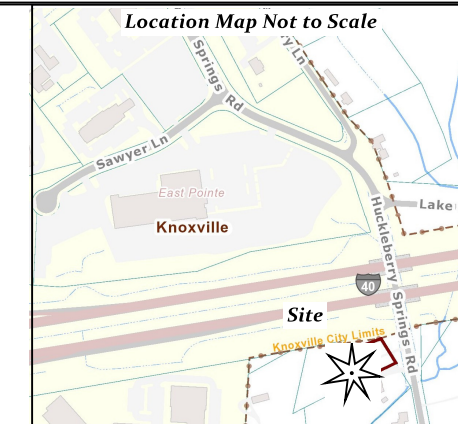 Location Map Not to Scale
Springs Rd
y Ln
Sawyer Ln
East Pointe
Knoxville
Huckleberry Springs Rd
Lake
40
Site
Knoxville City Limits